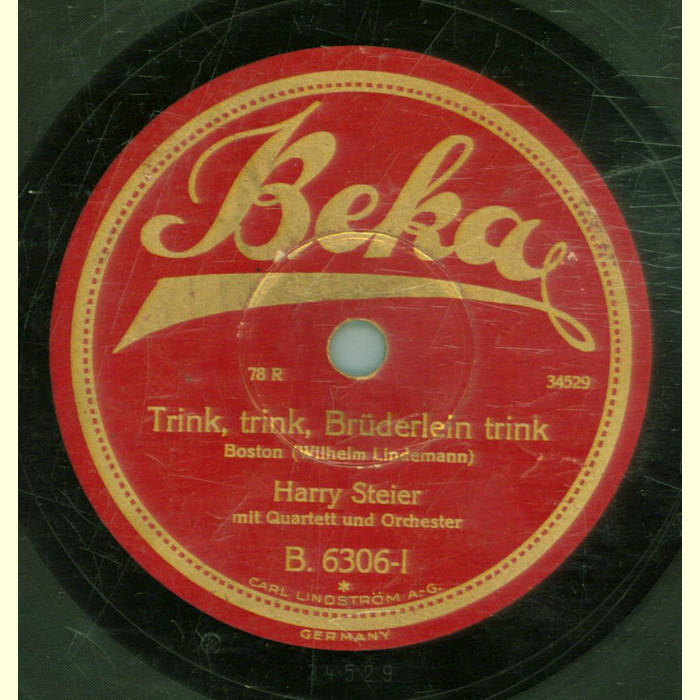 Beka
78 R
34529
Trink, trink, Brüderlein trink
Boston (Wilhelm Lindemann)
Harry Steier
mit Quartett und Orchester
B. 6306-I
*
CARL LINDSTRÖM A-G.
GERMANY
34529